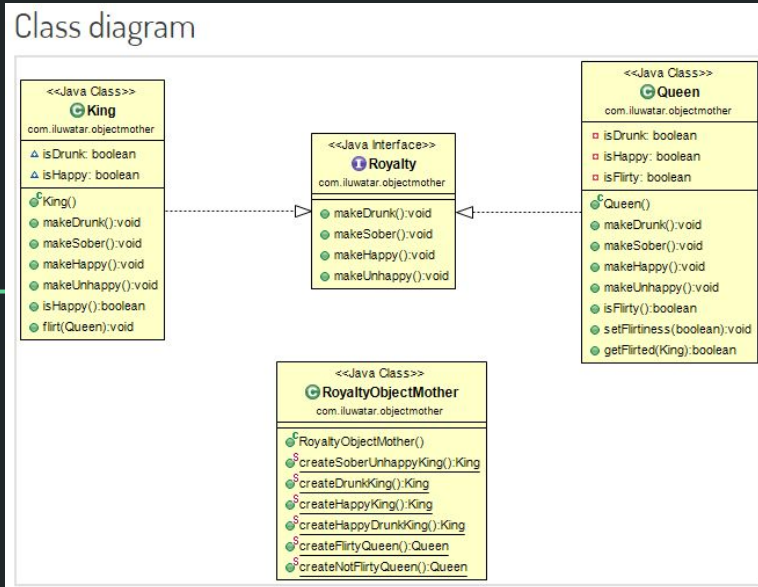 Class diagram
<<Java Class>>
King
com.iluwatar.objectmother
isDrunk: boolean
isHappy: boolean
King()
makeDrunk():void
makeSober():void
makeHappy():void
makeUnhappy():void
isHappy():boolean
flirt(Queen):void
<<Java Interface>>
Royalty
com.iluwatar.objectmother
makeDrunk():void
makeSober():void
makeHappy():void
makeUnhappy():void
<<Java Class>>
Queen
com.iluwatar.objectmother
isDrunk: boolean
isHappy: boolean
isFlirty: boolean
Queen()
makeDrunk():void
makeSober():void
makeHappy():void
makeUnhappy():void
isFlirty():boolean
setFlirtiness(boolean):void
getFlirted(King):boolean
<<Java Class>>
RoyaltyObjectMother
com.iluwatar.objectmother
RoyaltyObjectMother()
createSoberUnhappyKing():King
createDrunkKing():King
createHappyKing():King
createHappyDrunkKing():King
createFlirtyQueen():Queen
createNotFlirtyQueen():Queen